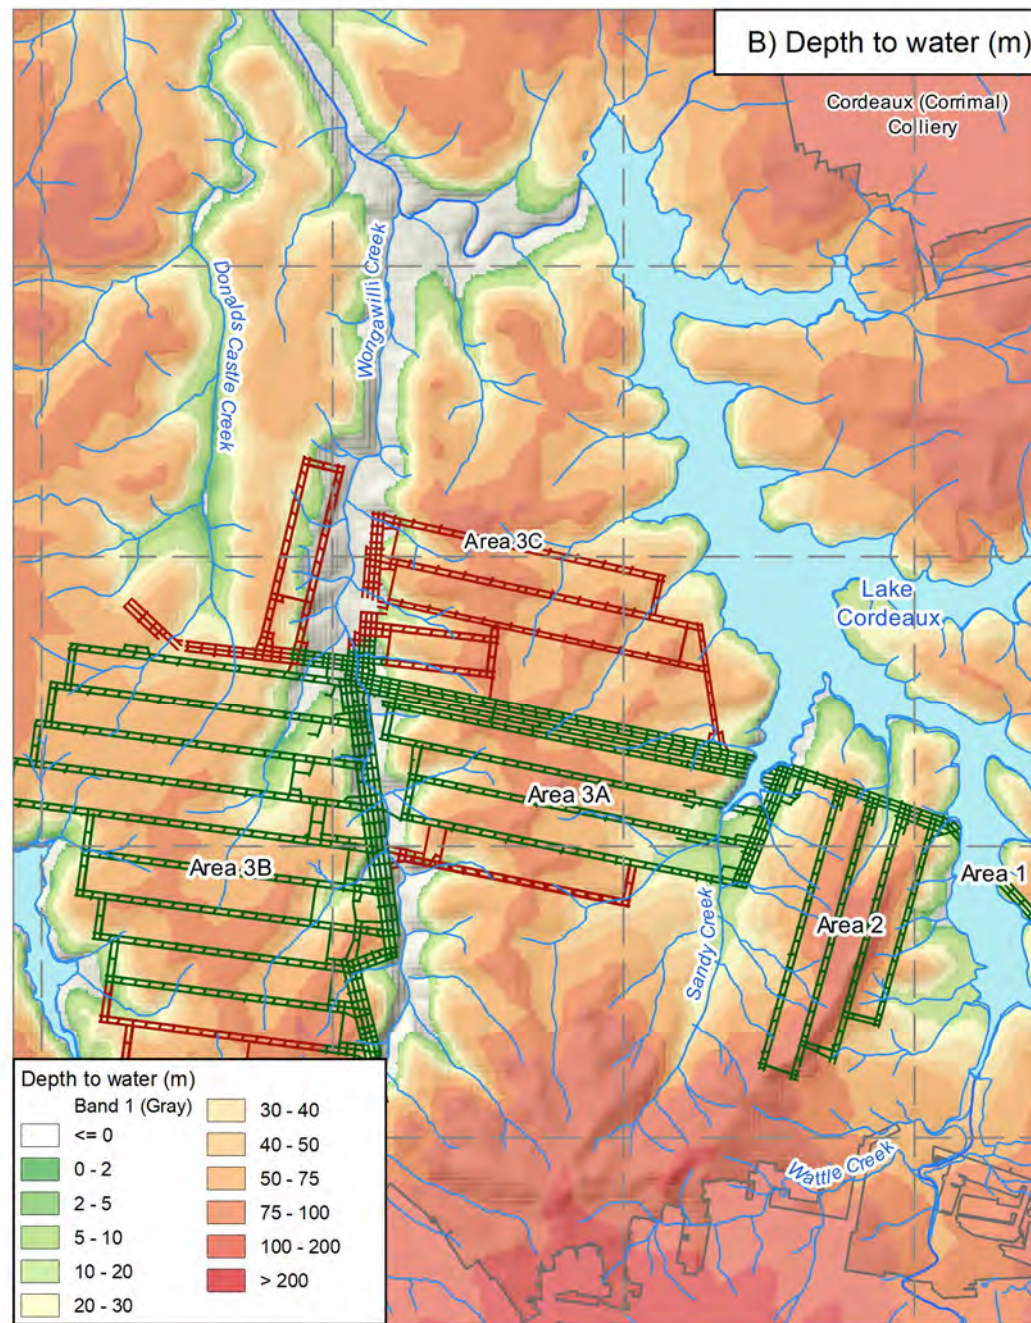 B) Depth to water (m)
Cordeaux (Corrimal)
Colliery
Donalds Castle Creek
Wongawilli Creek
Area 3C
Lake
Cordeaux
Area 3A
Area 3B
Area 1
Area 2
Sandy Creek
Wattle Creek
Depth to water (m)
Band 1 (Gray)
<= 0
0 - 2
2 - 5
5 - 10
10 - 20
20 - 30
30 - 40
40 - 50
50 - 75
75 - 100
100 - 200
> 200